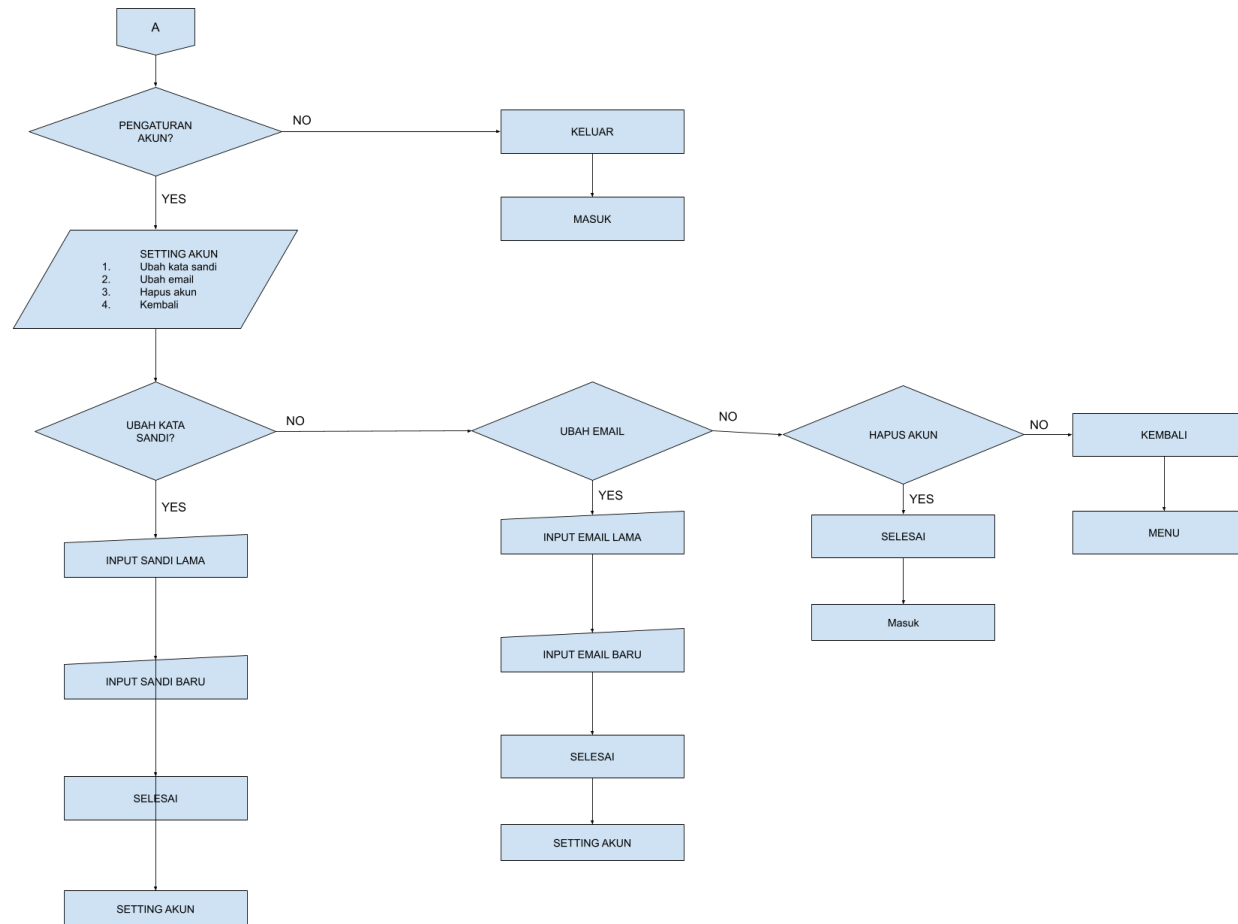 A
PENGATURAN
AKUN?
NO
KELUAR
YES
MASUK
SETTING AKUN
1. Ubah kata sandi
2. Ubah email
3. Hapus akun
4. Kembali
UBAH KATA
SANDI?
NO
UBAH EMAIL
NO
HAPUS AKUN
NO
KEMBALI
YES
YES
YES
INPUT SANDI LAMA
INPUT EMAIL LAMA
SELESAI
MENU
Masuk
INPUT SANDI BARU
INPUT EMAIL BARU
SELESAI
SELESAI
SETTING AKUN
SETTING AKUN